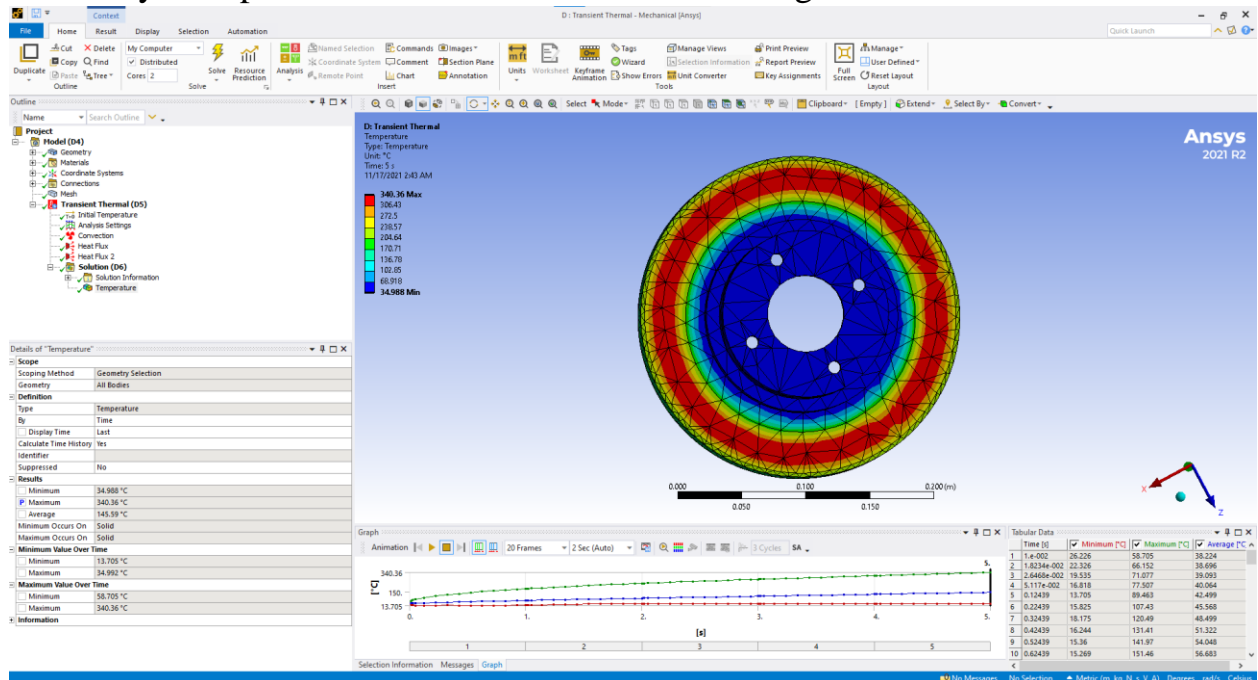 Context
D : Transient Thermal - Mechanical [Ansys]
File Home Result Display Selection Automation
Quick Launch
Duplicate
Cut
Copy
Paste
Delete
Find
Tree
Outline
My Computer
Distributed
Cores 2
Solve
Resource Prediction
Solve
Analysis
Named Selection
Coordinate System
Remote Point
Commands
Comment
Chart
Images
Section Plane
Annotation
Insert
Units
Worksheet
Keyframe Animation
Tags
Wizard
Show Errors
Manage Views
Selection Information
Unit Converter
Print Preview
Report Preview
Key Assignments
Tools
Full Screen
Manage
User Defined
Reset Layout
Layout
Outline
Name Search Outline
Project
Model (D4)
Geometry
Materials
Coordinate Systems
Connections
Mesh
Transient Thermal (D5)
Initial Temperature
Analysis Settings
Convection
Heat Flux
Heat Flux 2
Solution (D6)
Solution Information
Temperature
Details of "Temperature"
Scope
Scoping Method Geometry Selection
Geometry All Bodies
Definition
Type Temperature
By Time
Display Time Last
Calculate Time History Yes
Identifier
Suppressed No
Results
Minimum 34.988 °C
P Maximum 340.36 °C
Average 145.59 °C
Minimum Occurs On Solid
Maximum Occurs On Solid
Minimum Value Over Time
Minimum 13.705 °C
Maximum 34.992 °C
Maximum Value Over Time
Minimum 58.705 °C
Maximum 340.36 °C
Information
Select Mode Clipboard [Empty] Extend Select By Convert
D: Transient Thermal
Temperature
Type: Temperature
Unit: °C
Time: 5 s
11/17/2021 2:43 AM
340.36 Max
306.43
272.5
238.57
204.64
170.71
136.78
102.85
68.918
34.988 Min
Ansys
2021 R2
0.000 0.100 0.200 (m)
0.050 0.150
X
Z
Graph
Animation 20 Frames 2 Sec (Auto) 3 Cycles SA
5.
340.36
[°C]
150.
13.705
0. 1. 2. 3. 4. 5.
[s]
1 2 3 4 5
Selection Information Messages Graph
Tabular Data
Time [s] Minimum [°C] Maximum [°C] Average [°C
1 1.e-002 26.226 58.705 38.224
2 1.8234e-002 22.326 66.152 38.696
3 2.6468e-002 19.535 71.077 39.093
4 5.117e-002 16.818 77.507 40.064
5 0.12439 13.705 89.463 42.499
6 0.22439 15.825 107.43 45.568
7 0.32439 18.175 120.49 48.499
8 0.42439 16.244 131.41 51.322
9 0.52439 15.36 141.97 54.048
10 0.62439 15.269 151.46 56.683
No Messages No Selection Metric (m, kg, N, s, V, A) Degrees rad/s Celsius